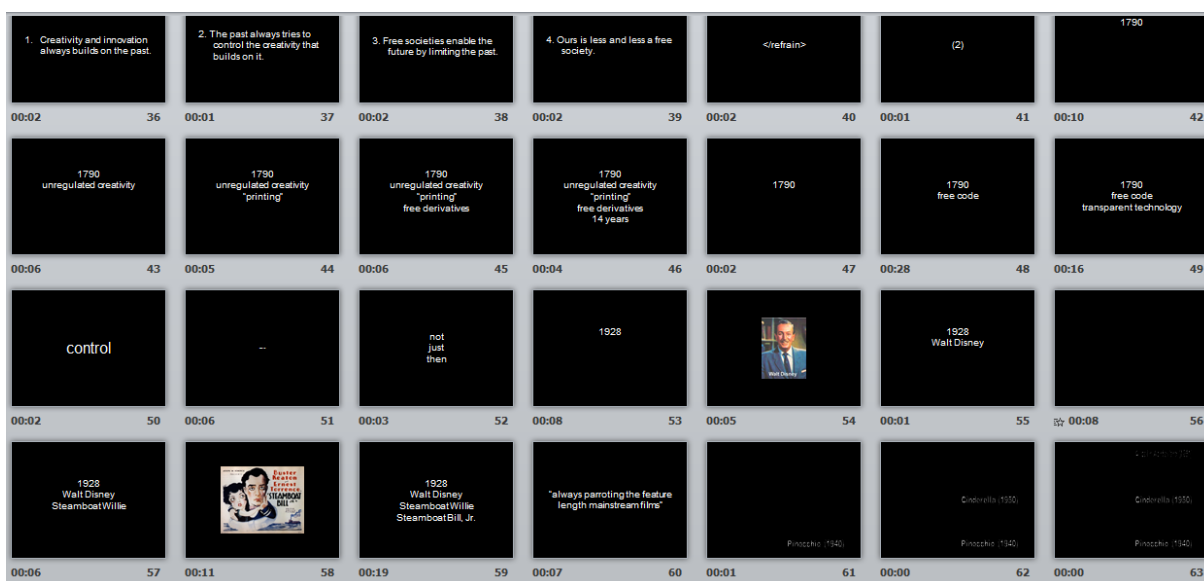 1. Creativity and innovation
always builds on the past.
2. The past always tries to
control the creativity that
builds on it.
3. Free societies enable the
future by limiting the past.
4. Ours is less and less a free
society.
</refrain>
(2)
1790
00:02 36
00:01 37
00:02 38
00:02 39
00:02 40
00:01 41
00:10 42
1790
unregulated creativity
1790
unregulated creativity
"printing"
1790
unregulated creativity
"printing"
free derivatives
1790
unregulated creativity
"printing"
free derivatives
14 years
1790
1790
free code
1790
free code
transparent technology
00:06 43
00:05 44
00:06 45
00:04 46
00:02 47
00:28 48
00:16 49
control
--
not
just
then
1928
Walt Disney
1928
Walt Disney
00:02 50
00:06 51
00:03 52
00:08 53
00:05 54
00:01 55
00:08 56
1928
Walt Disney
Steamboat Willie
Buster
Keaton
Ernest
Torrence
"STEAMBOAT
BILL Jr."
1928
Walt Disney
Steamboat Willie
Steamboat Bill, Jr.
"always parroting the feature
length mainstream films"
Pinocchio (1940)
Cinderella (1950)
Pinocchio (1940)
Cinderella (1950)
Pinocchio (1940)
00:06 57
00:11 58
00:19 59
00:07 60
00:01 61
00:00 62
00:00 63